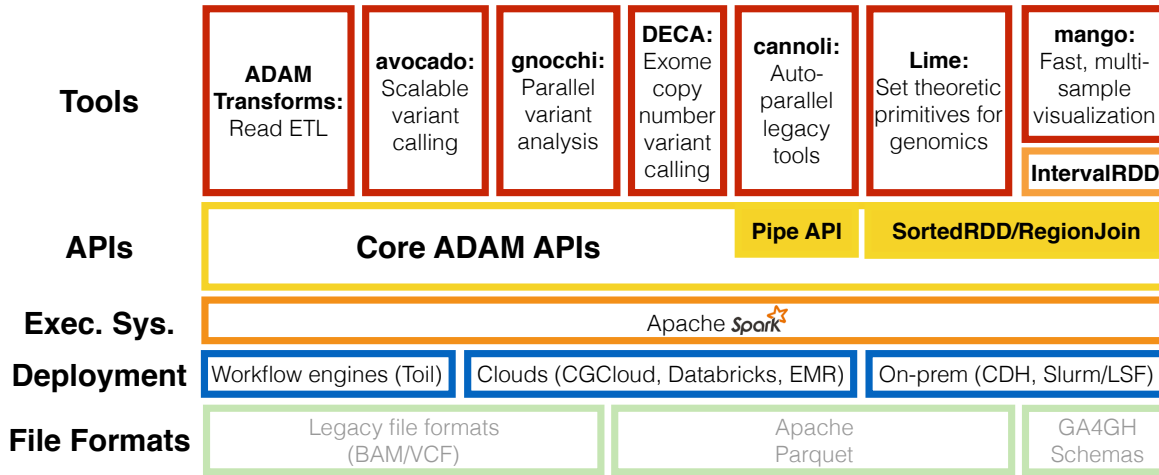 Tools
ADAM
Transforms:
Read ETL
avocado:
Scalable
variant
calling
gnocchi:
Parallel
variant
analysis
DECA:
Exome
copy
number
variant
calling
cannoli:
Auto-
parallel
legacy
tools
Lime:
Set theoretic
primitives for
genomics
mango:
Fast, multi-
sample
visualization
IntervalRDD
APIs
Core ADAM APIs
Pipe API
SortedRDD/RegionJoin
Exec. Sys.
Apache Spark
Deployment
Workflow engines (Toil)
Clouds (CGCloud, Databricks, EMR)
On-prem (CDH, Slurm/LSF)
File Formats
Legacy file formats
(BAM/VCF)
Apache
Parquet
GA4GH
Schemas